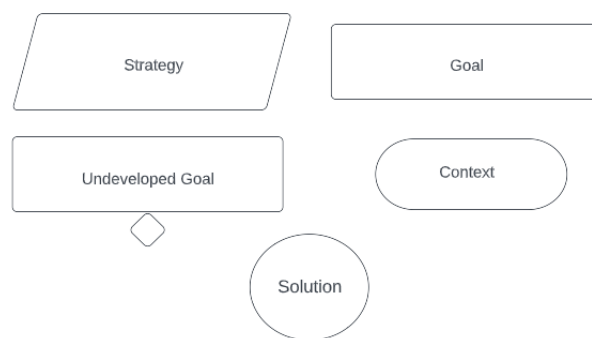 Strategy
Goal
Undeveloped Goal
Context
Solution